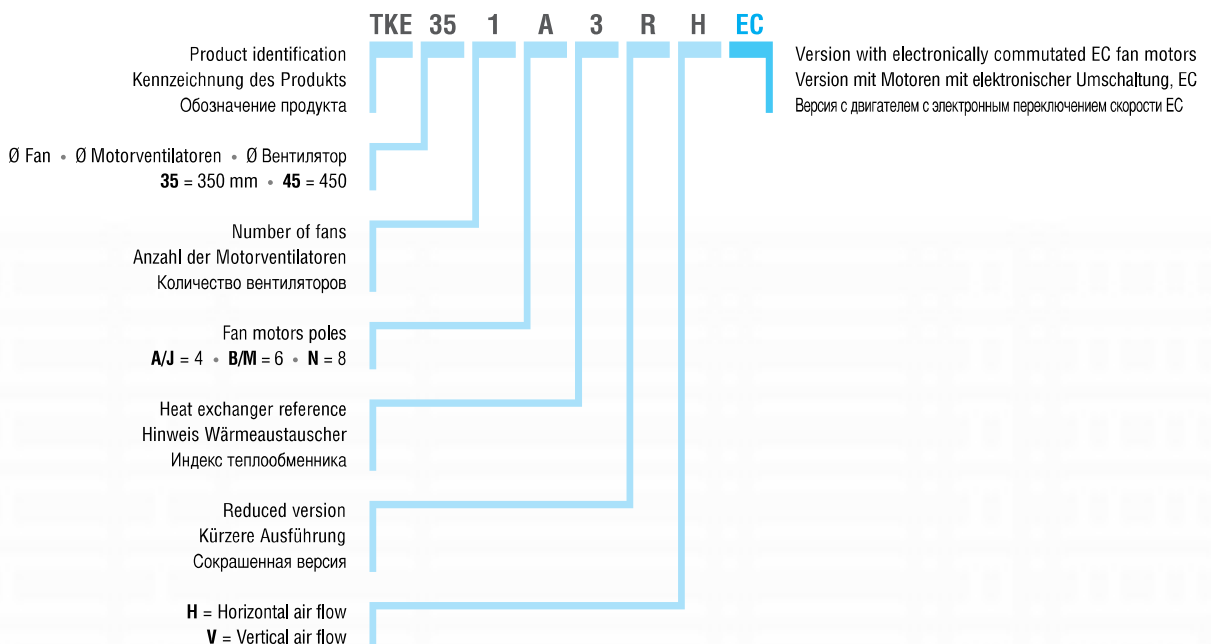 TKE 35 1 A 3 R H EC
Product identification
Kennzeichnung des Produkts
Обозначение продукта
Version with electronically commutated EC fan motors
Version mit Motoren mit elektronischer Umschaltung, EC
Версия с двигателем с электронным переключением скорости EC
Ø Fan • Ø Motorventilatoren • Ø Вентилятор
35 = 350 mm • 45 = 450
Number of fans
Anzahl der Motorventilatoren
Количество вентиляторов
Fan motors poles
A/J = 4 • B/M = 6 • N = 8
Heat exchanger reference
Hinweis Wärmeaustauscher
Индекс теплообменника
Reduced version
Kürzere Ausführung
Сокрашенная версия
H = Horizontal air flow
V = Vertical air flow